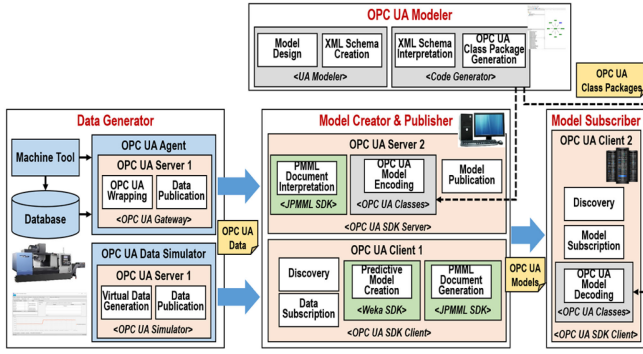 OPC UA Modeler
Model
Design
XML Schema
Creation
<UA Modeler>
XML Schema
Interpretation
OPC UA
Class Package
Generation
<Code Generator>
OPC UA
Class Packages
Data Generator
Machine Tool
Database
OPC UA Agent
OPC UA Server 1
OPC UA
Wrapping
Data
Publication
<OPC UA Gateway>
OPC UA Data Simulator
OPC UA Server 1
Virtual Data
Generation
Data
Publication
<OPC UA Simulator>
OPC UA
Data
Model Creator & Publisher
OPC UA Server 2
PMML
Document
Interpretation
<JPMML SDK>
OPC UA
Model
Encoding
<OPC UA Classes>
Model
Publication
<OPC UA SDK Server>
OPC UA Client 1
Discovery
Data
Subscription
Predictive
Model
Creation
<Weka SDK>
PMML
Document
Generation
<JPMML SDK>
<OPC UA SDK Client>
OPC UA
Models
Model Subscriber
OPC UA Client 2
Discovery
Model
Subscription
OPC UA
Model
Decoding
<OPC UA Classes>
<OPC UA SDK Client>